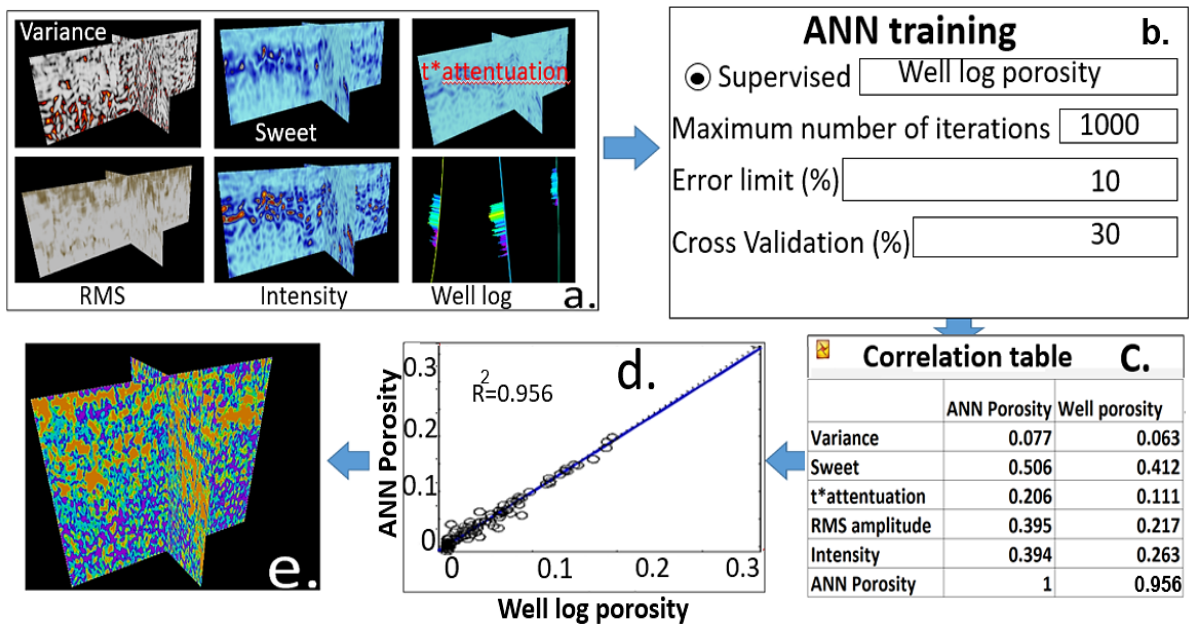 Variance
Sweet
t*attentuation
RMS
Intensity
Well log
a.
ANN training
b.
Supervised
Well log porosity
Maximum number of iterations
1000
Error limit (%)
10
Cross Validation (%)
30
Correlation table
C.
ANN Porosity Well porosity
Variance 0.077 0.063
Sweet 0.506 0.412
t*attentuation 0.206 0.111
RMS amplitude 0.395 0.217
Intensity 0.394 0.263
ANN Porosity 1 0.956
d.
R²=0.956
ANN Porosity
0.3
0.2
0.1
0
0 0.1 0.2 0.3
Well log porosity
e.